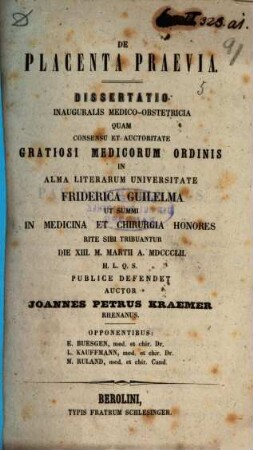 DE
PLACENTA PRAEVIA.
5
DISSERTATIO
INAUGURALIS MEDICO-OBSTETRICIA
QUAM
CONSENSU ET AUCTORITATE
GRATIOSI MEDICORUM ORDINIS
IN
ALMA LITERARUM UNIVERSITATE
FRIDERICA GUILELMA
UT SUMMI
IN MEDICINA ET CHIRURGIA HONORES
RITE SIBI TRIBUANTUR
DIE XIII. M. MARTII A. MDCCCLII.
H. L. Q. S.
PUBLICE DEFENDET
AUCTOR
JOANNES PETRUS KRAEMER
RHENANUS.
OPPONENTIBUS:
E. BUESGEN, med. et chir. Dr.
L. KAUFFMANN, med. et chir. Dr.
M. RULAND, med. et chir. Cand.
BEROLINI,
TYPIS FRATRUM SCHLESINGER.